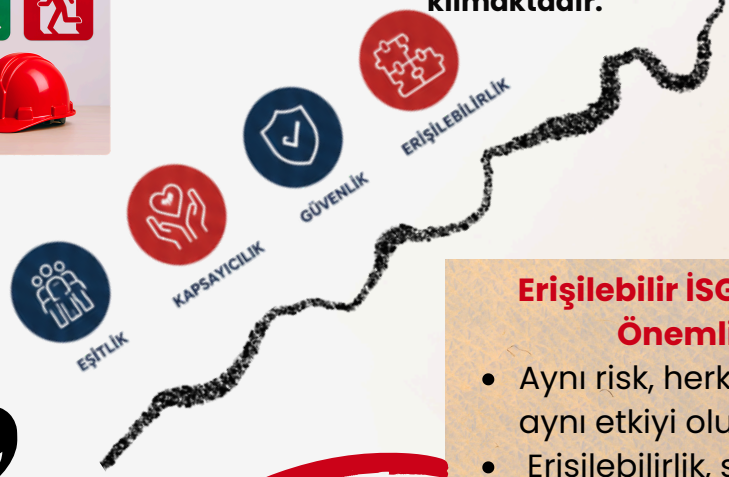 kılmaktadır.
ERİŞİLEBİLİRLİK
GÜVENLİK
KAPSAYICILIK
EŞİTLİK
Erişilebilir İSG
Önemli
• Aynı risk, herk
aynı etkiyi olu
• Erişilebilirlik, s